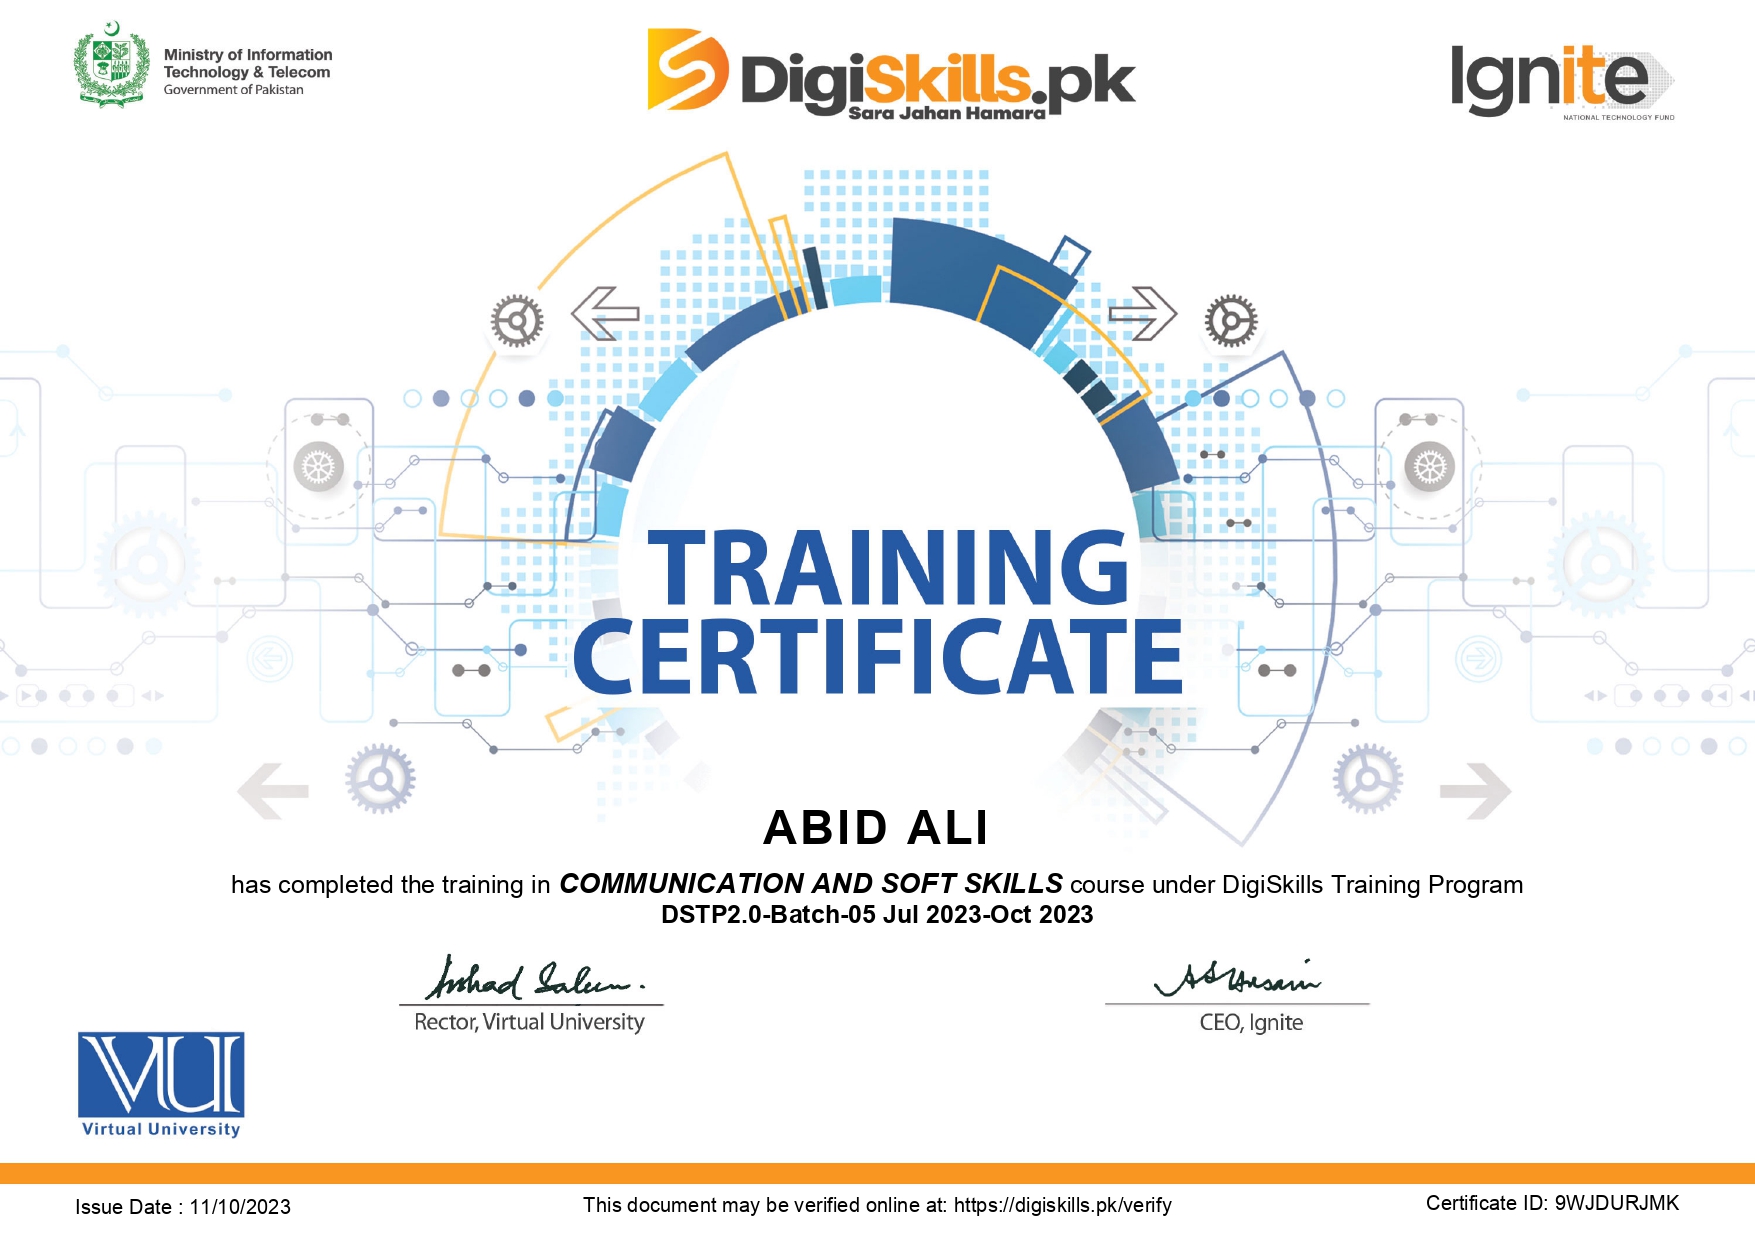 Ministry of Information
Technology & Telecom
Government of Pakistan
DigiSkills.pk
Sara Jahan Hamara
Ignite
NATIONAL TECHNOLOGY FUND
TRAINING
CERTIFICATE
ABID ALI
has completed the training in COMMUNICATION AND SOFT SKILLS course under DigiSkills Training Program
DSTP2.0-Batch-05 Jul 2023-Oct 2023
Rector, Virtual University
CEO, Ignite
VU
Virtual University
Issue Date : 11/10/2023
This document may be verified online at: https://digiskills.pk/verify
Certificate ID: 9WJDURJMK